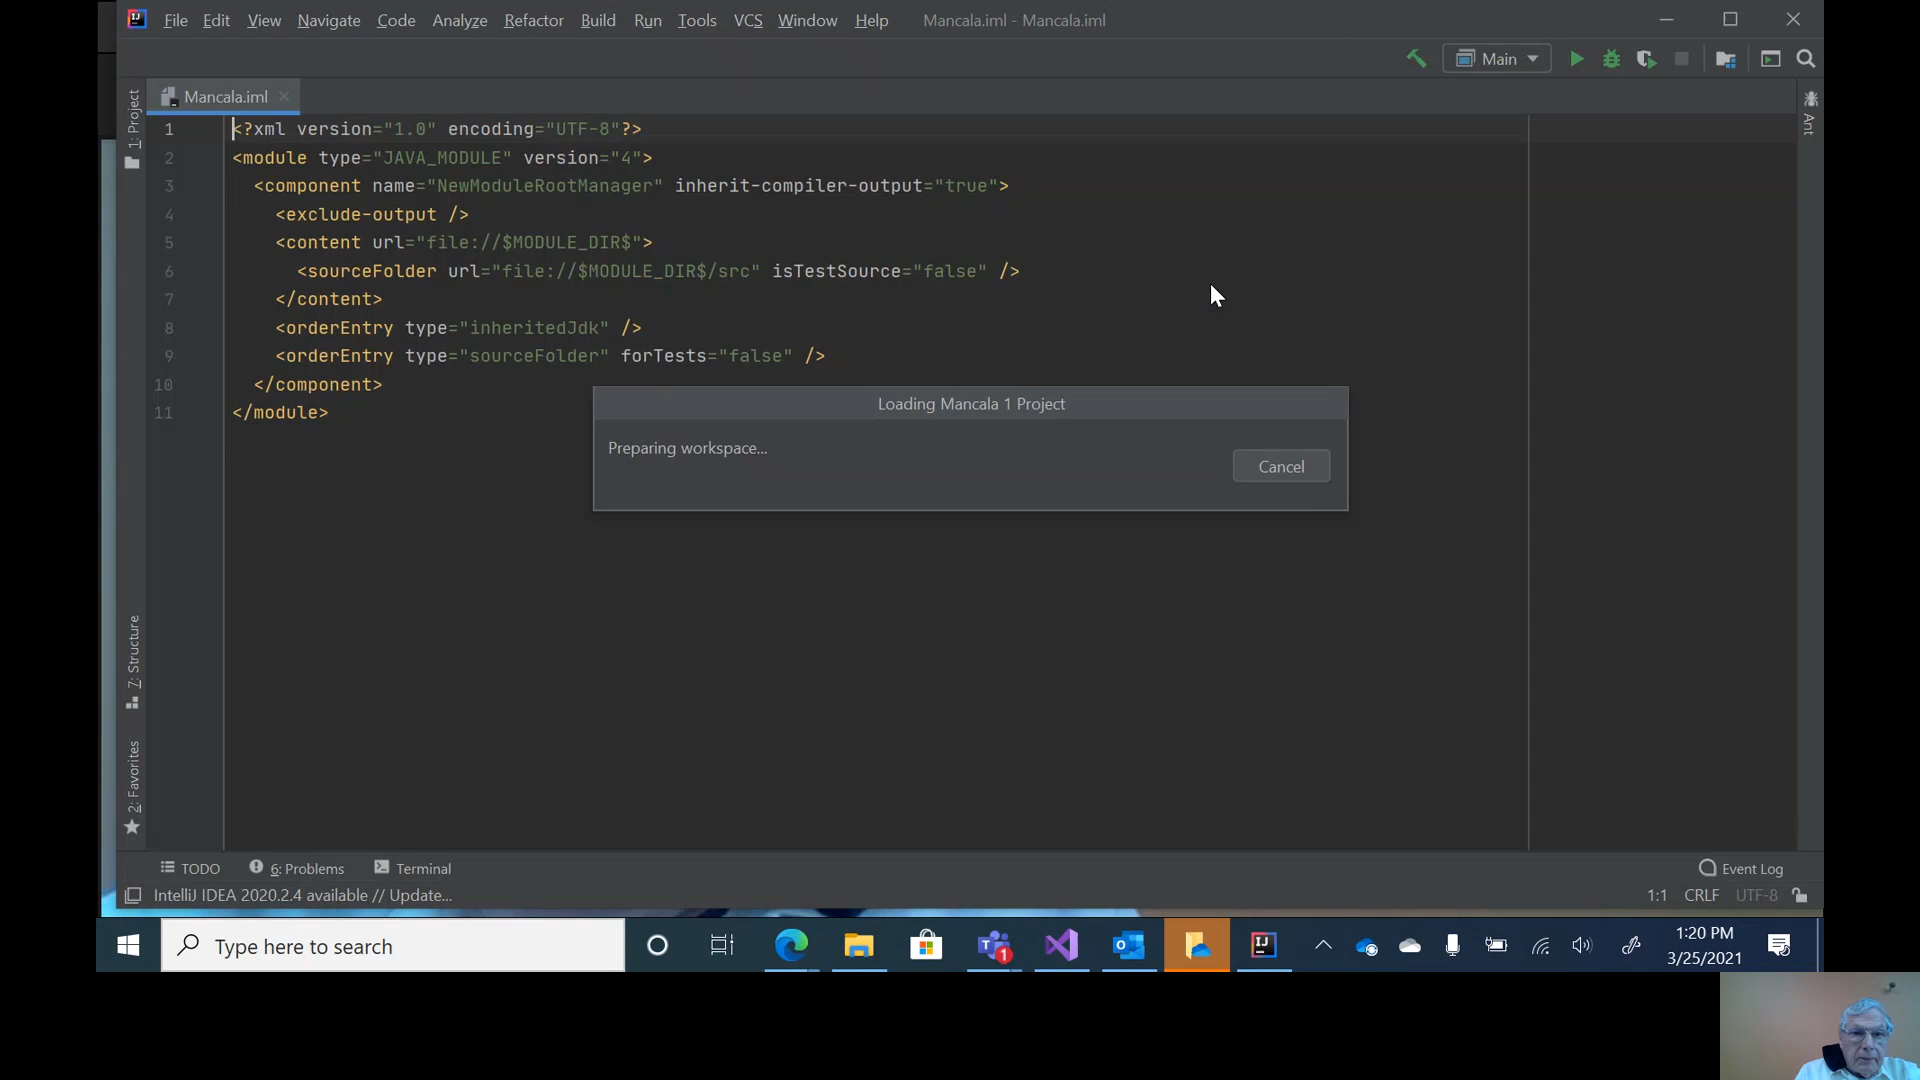 File Edit View Navigate Code Analyze Refactor Build Run Tools VCS Window Help Mancala.iml - Mancala.iml
Main
Mancala.iml
1: Project
Ant
1 <?xml version="1.0" encoding="UTF-8"?>
2 <module type="JAVA_MODULE" version="4">
3 <component name="NewModuleRootManager" inherit-compiler-output="true">
4 <exclude-output />
5 <content url="file://$MODULE_DIR$">
6 <sourceFolder url="file://$MODULE_DIR$/src" isTestSource="false" />
7 </content>
8 <orderEntry type="inheritedJdk" />
9 <orderEntry type="sourceFolder" forTests="false" />
10 </component>
11 </module>
Loading Mancala 1 Project
Preparing workspace...
Cancel
7: Structure
2: Favorites
TODO 6: Problems Terminal Event Log
IntelliJ IDEA 2020.2.4 available // Update... 1:1 CRLF UTF-8
Type here to search
1
1:20 PM
3/25/2021